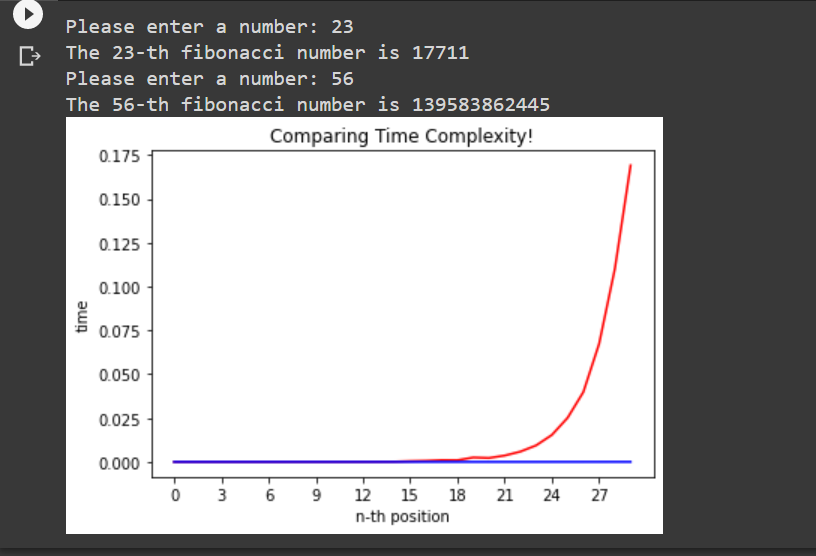 Please enter a number: 23
The 23-th fibonacci number is 17711
Please enter a number: 56
The 56-th fibonacci number is 139583862445
Comparing Time Complexity!
0.175
0.150
0.125
0.100
0.075
0.050
0.025
0.000
time
0 3 6 9 12 15 18 21 24 27
n-th position